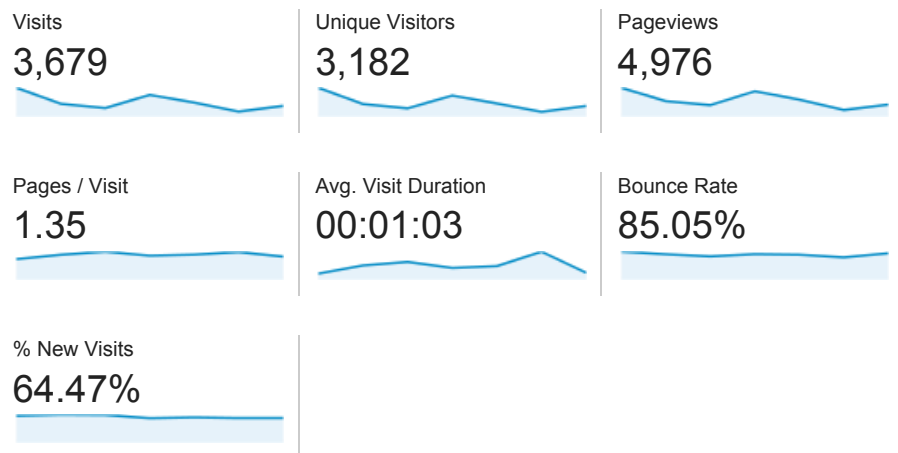 Visits
3,679
Unique Visitors
3,182
Pageviews
4,976
Pages / Visit
1.35
Avg. Visit Duration
00:01:03
Bounce Rate
85.05%
% New Visits
64.47%